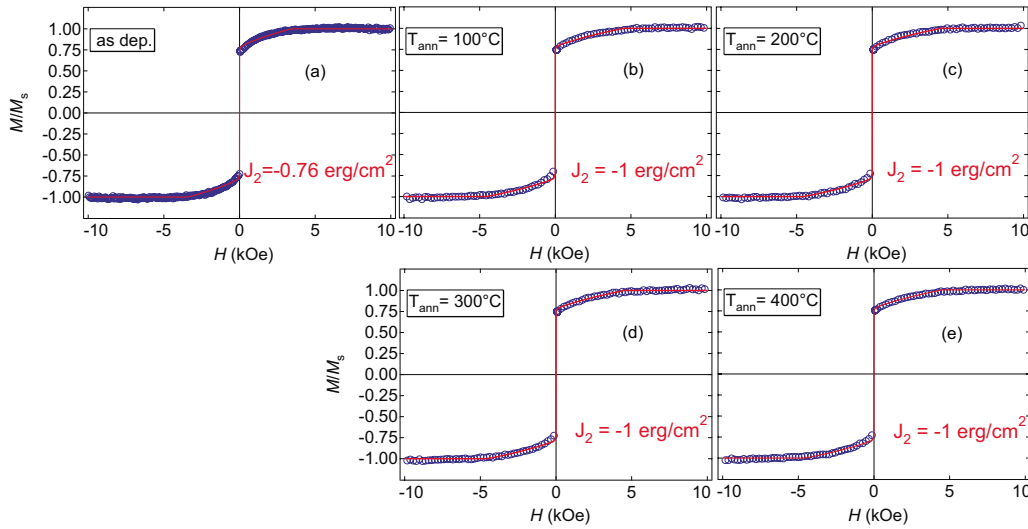 as dep.
(a)
J2=-0.76 erg/cm2
M/Ms
1.00
0.75
0.50
0.25
0.00
-0.25
-0.50
-0.75
-1.00
-10 -5 0 5 10
H (kOe)
Tann= 100°C
(b)
J2 = -1 erg/cm2
-10 -5 0 5 10
H (kOe)
Tann= 200°C
(c)
J2 = -1 erg/cm2
-10 -5 0 5 10
H (kOe)
Tann= 300°C
(d)
J2 = -1 erg/cm2
M/Ms
1.00
0.75
0.50
0.25
0.00
-0.25
-0.50
-0.75
-1.00
-10 -5 0 5 10
H (kOe)
Tann= 400°C
(e)
J2 = -1 erg/cm2
-10 -5 0 5 10
H (kOe)